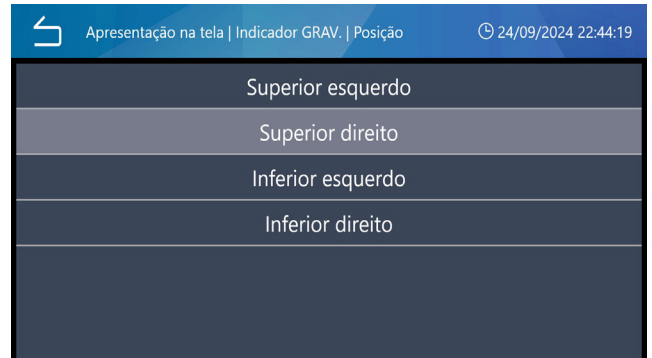 Apresentação na tela | Indicador GRAV. | Posição 24/09/2024 22:44:19
Superior esquerdo
Superior direito
Inferior esquerdo
Inferior direito